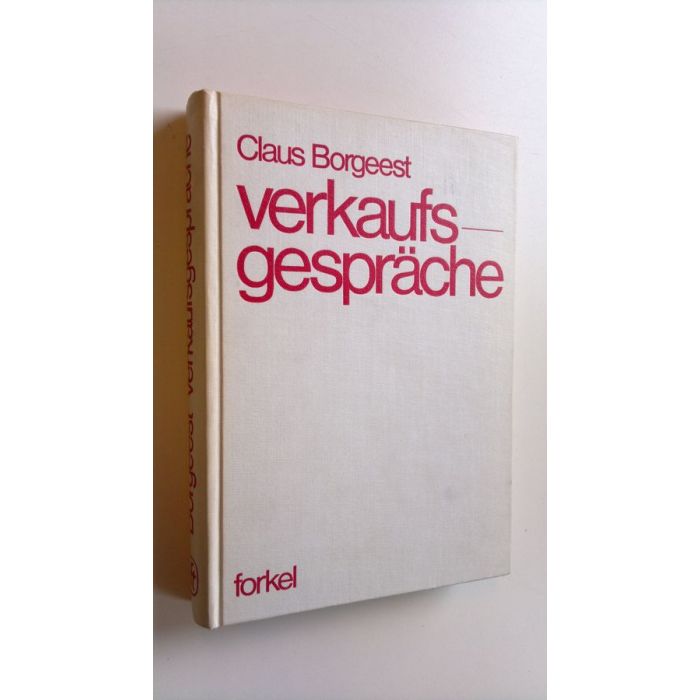 Claus Borgeest
verkaufs—
gespräche
forkel
Borgeest verkaufsgespräche